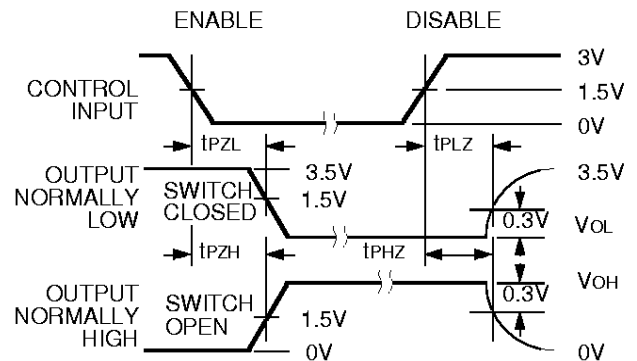 ENABLE DISABLE
3V
CONTROL
INPUT
1.5V
0V
tPZL tPLZ
OUTPUT
NORMALLY
LOW
SWITCH
CLOSED
3.5V
1.5V
3.5V
0.3V
VOL
tPZH tPHZ
OUTPUT
NORMALLY
HIGH
SWITCH
OPEN
1.5V
0V
0.3V
VOH
0V